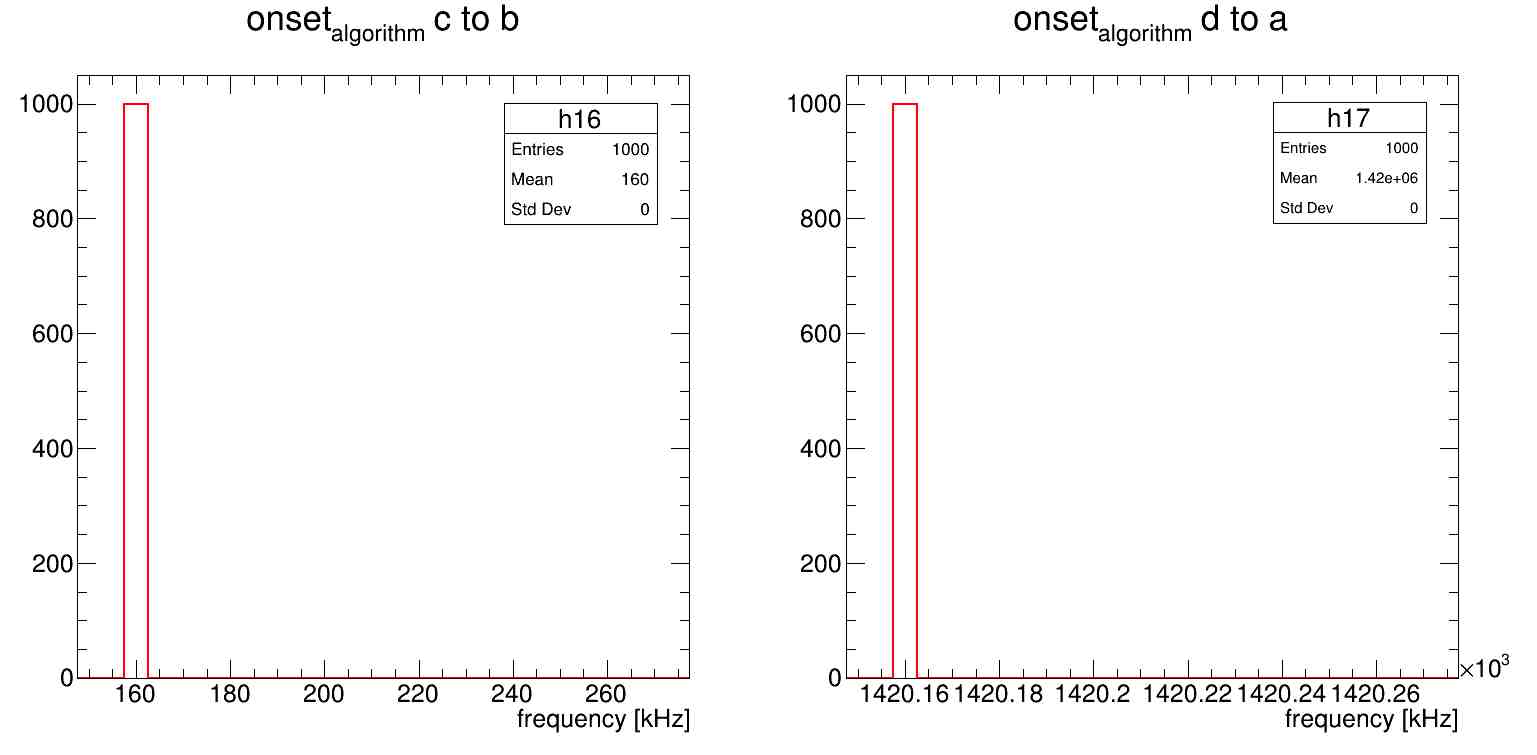 onset_algorithm c to b
1000
800
600
400
200
0
h16
Entries 1000
Mean 160
Std Dev 0
160 180 200 220 240 260
frequency [kHz]
onset_algorithm d to a
1000
800
600
400
200
0
h17
Entries 1000
Mean 1.42e+06
Std Dev 0
1420.16 1420.18 1420.2 1420.22 1420.24 1420.26
×10³
frequency [kHz]